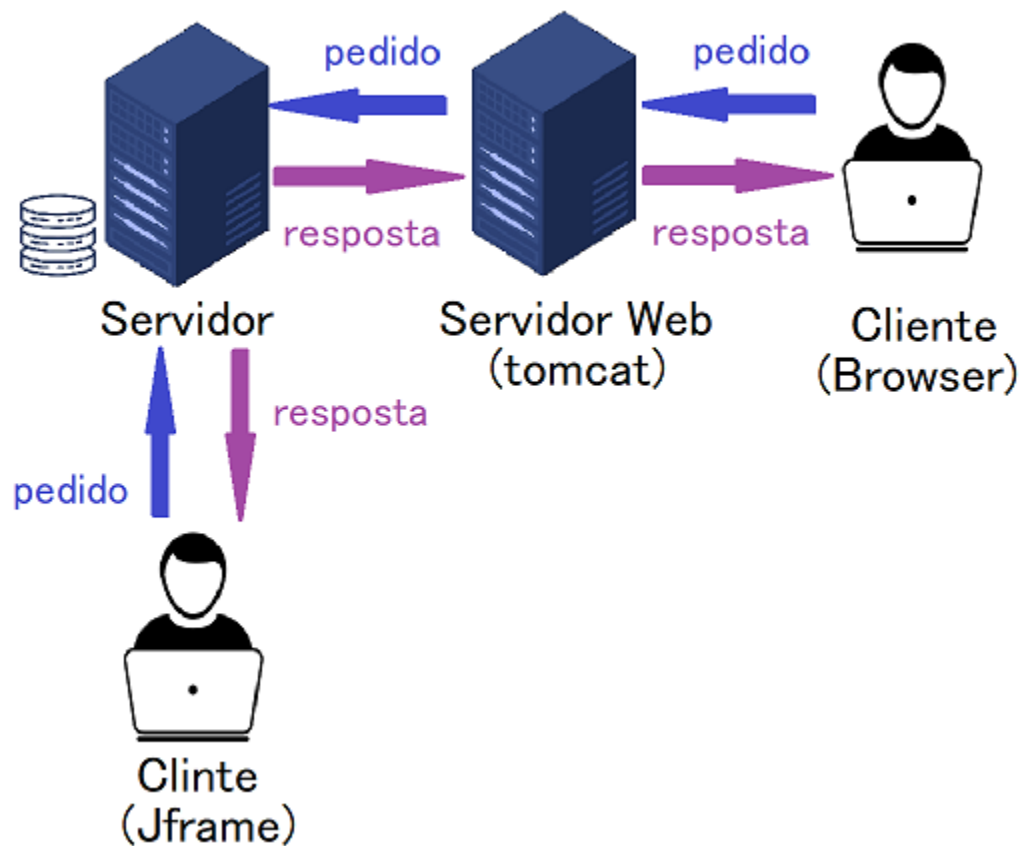 pedido
pedido
resposta
resposta
Servidor
Servidor Web
(tomcat)
Cliente
(Browser)
resposta
pedido
Clinte
(Jframe)